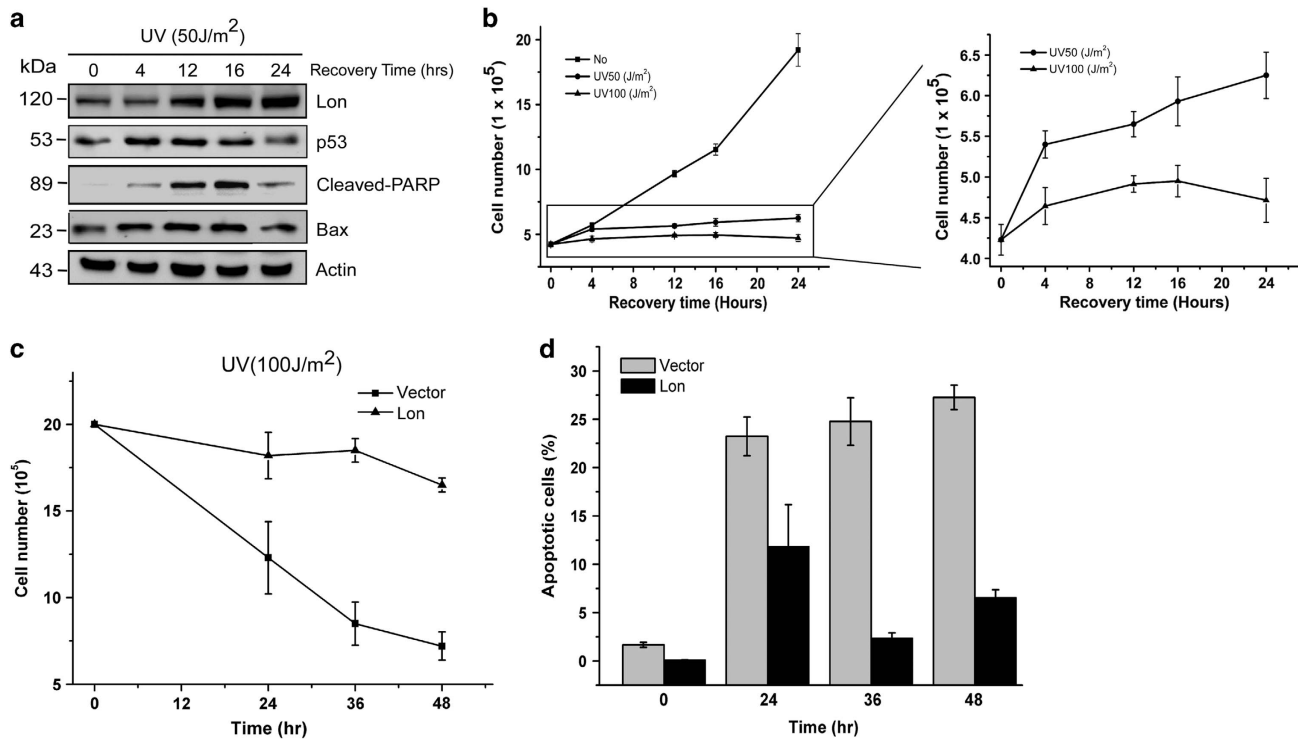 a
UV (50J/m2)
kDa
0 4 12 16 24 Recovery Time (hrs)
120 Lon
53 p53
89 Cleaved-PARP
23 Bax
43 Actin
b
Cell number (1 x 10^5)
20
15
10
5
No
UV50 (J/m²)
UV100 (J/m²)
0 4 8 12 16 20 24
Recovery time (Hours)
Cell number (1 x 10^5)
6.5
6.0
5.5
5.0
4.5
4.0
UV50 (J/m²)
UV100 (J/m²)
0 4 8 12 16 20 24
Recovery time (Hours)
c
UV(100J/m2)
Vector
Lon
Cell number (10^5)
20
15
10
5
0 12 24 36 48
Time (hr)
d
Vector
Lon
Apoptotic cells (%)
30
25
20
15
10
5
0
0 24 36 48
Time (hr)